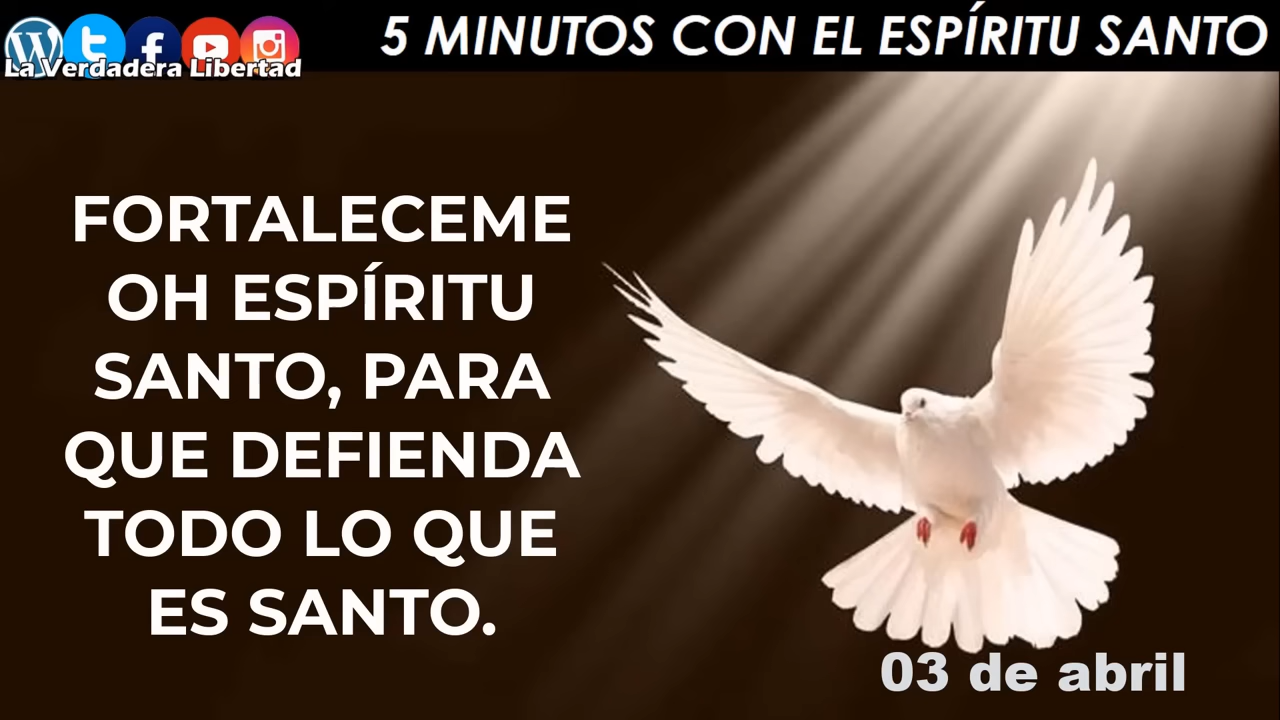 5 MINUTOS CON EL ESPÍRITU SANTO
La Verdadera Libertad
FORTALECEME
OH ESPÍRITU
SANTO, PARA
QUE DEFIENDA
TODO LO QUE
ES SANTO.
03 de abril